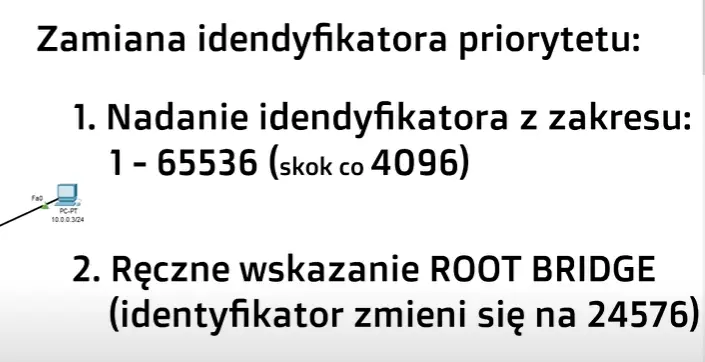 Zamiana idendyfikatora priorytetu:
1. Nadanie idendyfikatora z zakresu:
1 - 65536 (skok co 4096)
Fa0
PC-PT
10.0.0.3/24
2. Ręczne wskazanie ROOT BRIDGE
(identyfikator zmieni się na 24576)